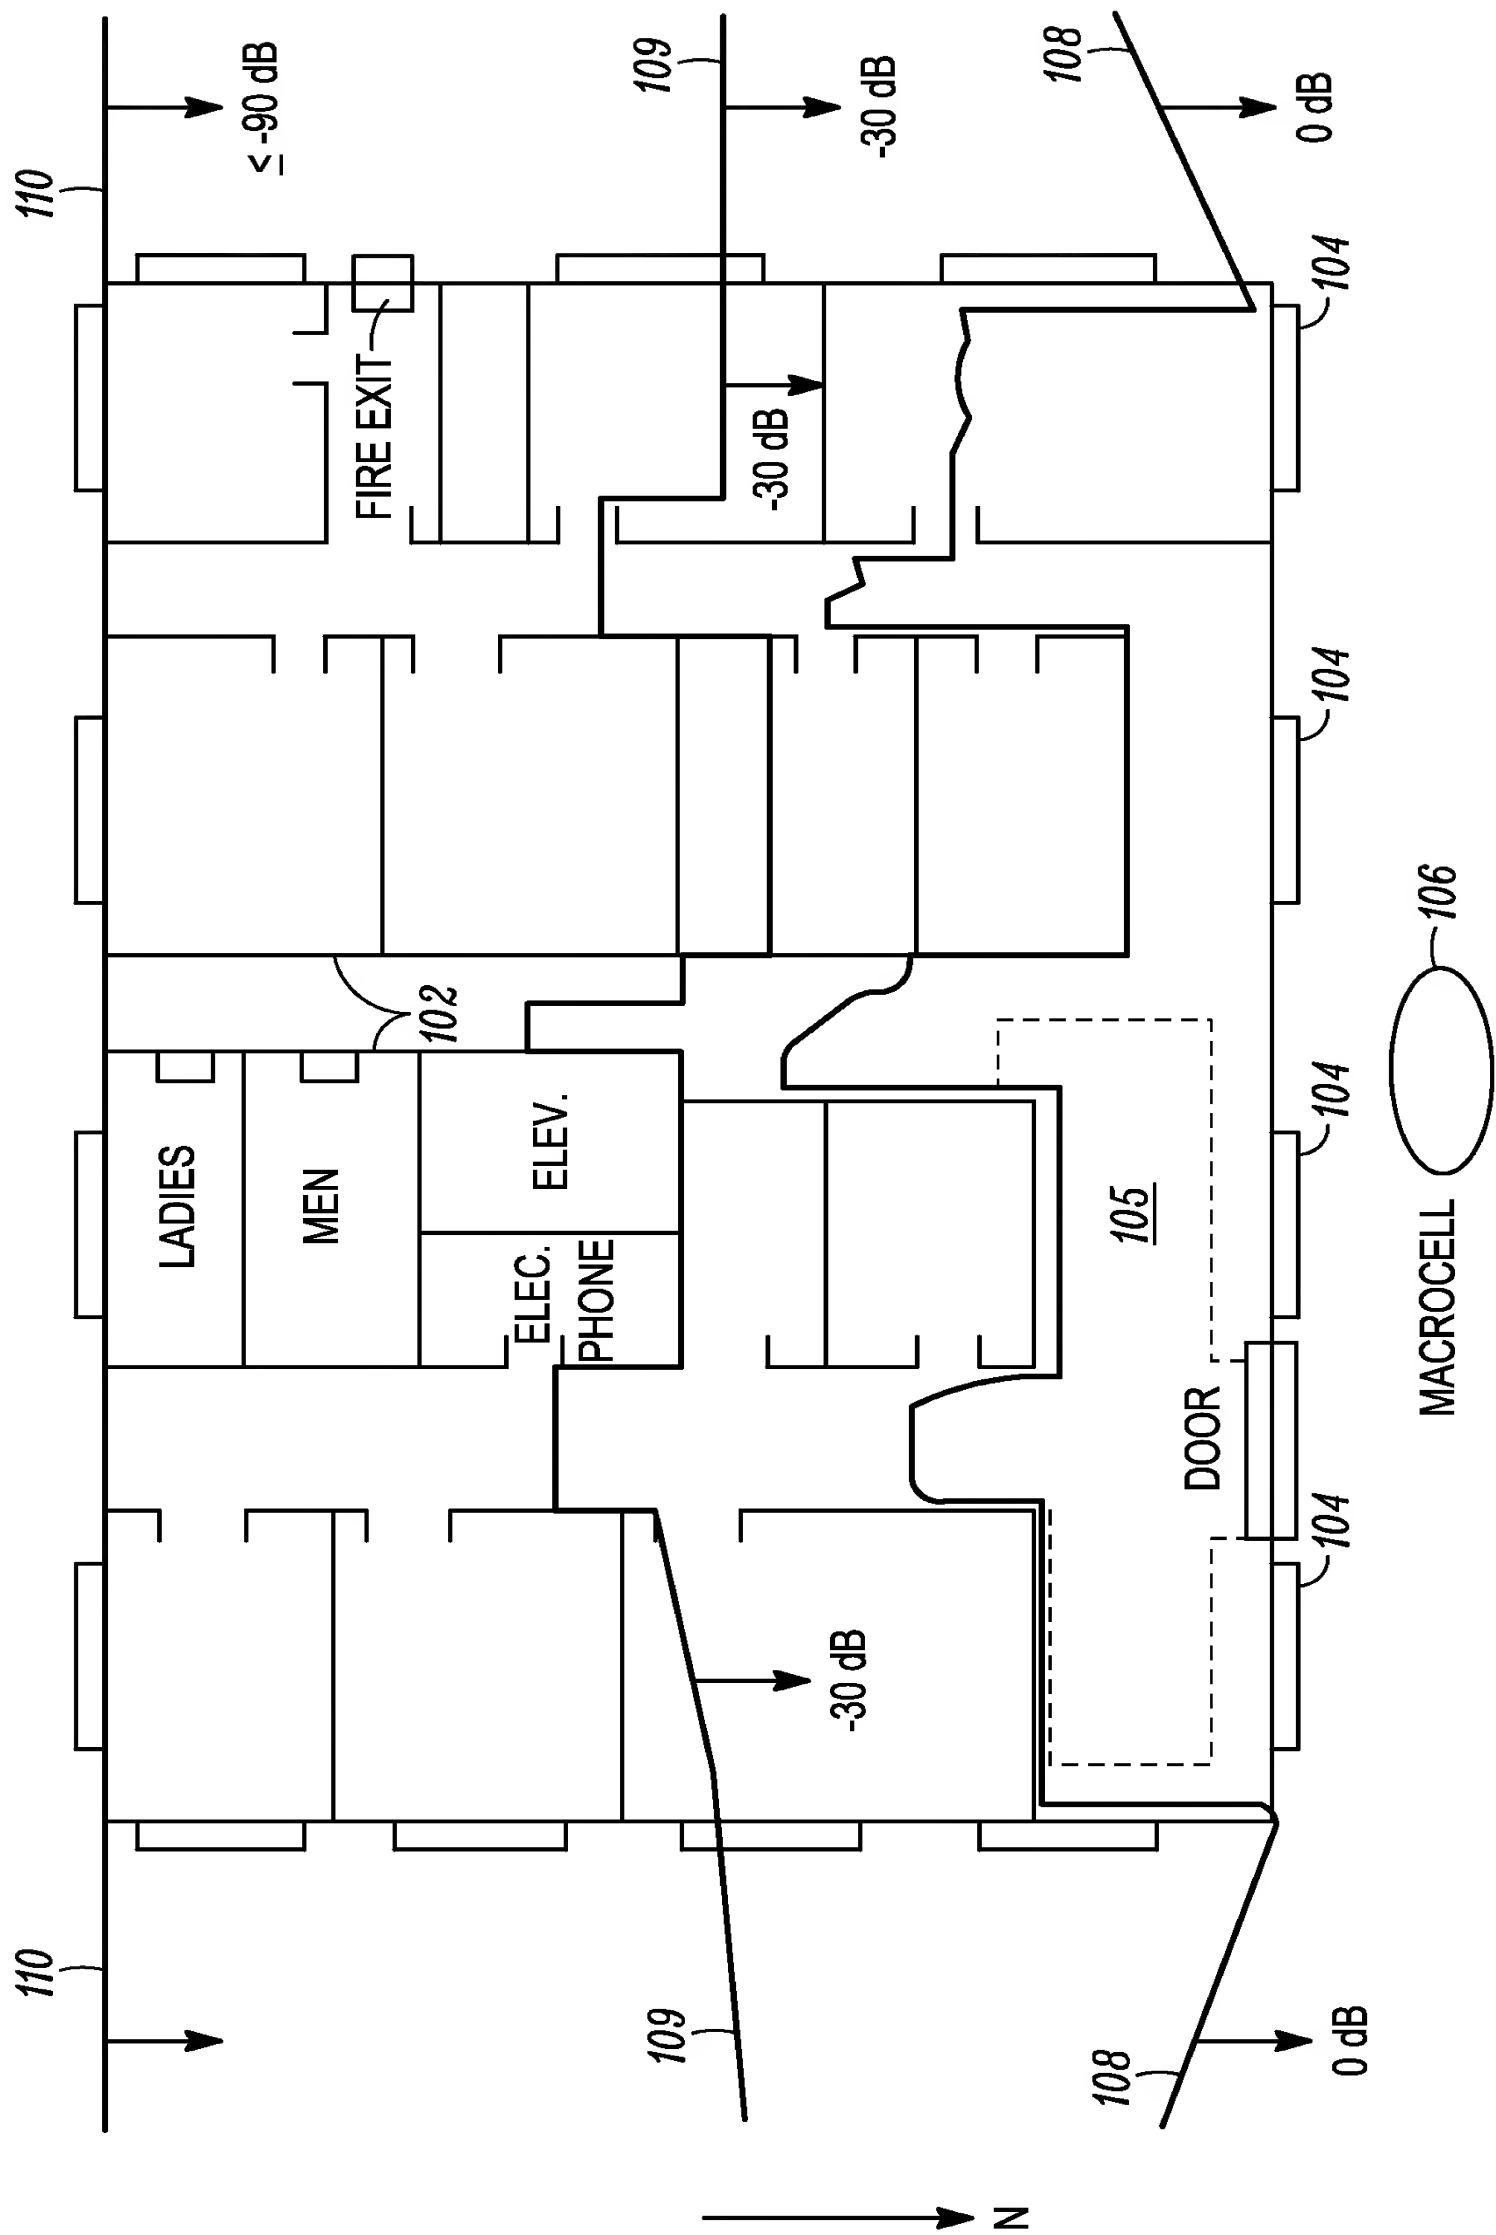 110
≤ -90 dB
109
-30 dB
108
0 dB
104
FIRE EXIT
-30 dB
104
102
106
LADIES
MEN
ELEV.
ELEC.
PHONE
105
104
MACROCELL
DOOR
104
-30 dB
110
109
108
0 dB
N